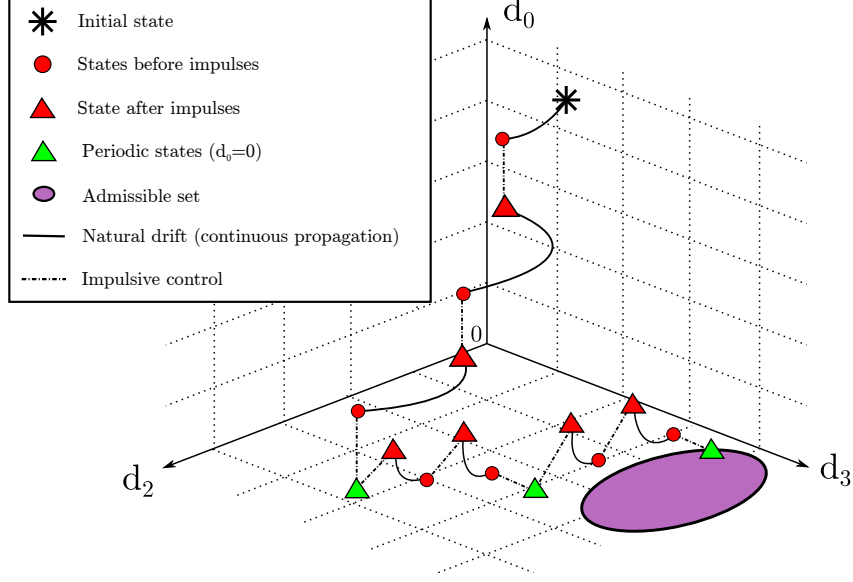 Initial state
States before impulses
State after impulses
Periodic states (d₀=0)
Admissible set
Natural drift (continuous propagation)
Impulsive control
d₀
0
d₂
d₃